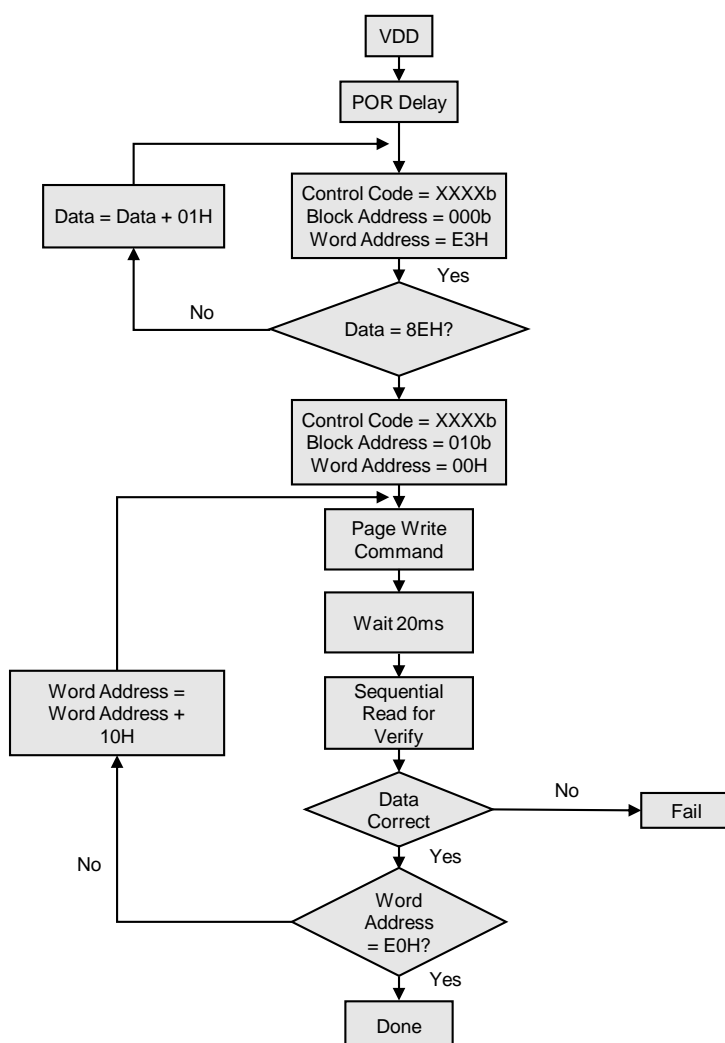 VDD
POR Delay
Data = Data + 01H
Control Code = XXXXb
Block Address = 000b
Word Address = E3H
Yes
No
Data = 8EH?
Control Code = XXXXb
Block Address = 010b
Word Address = 00H
Page Write
Command
Wait 20ms
Word Address =
Word Address +
10H
Sequential
Read for
Verify
Data
Correct
No
Fail
Yes
No
Word
Address
= E0H?
Yes
Done